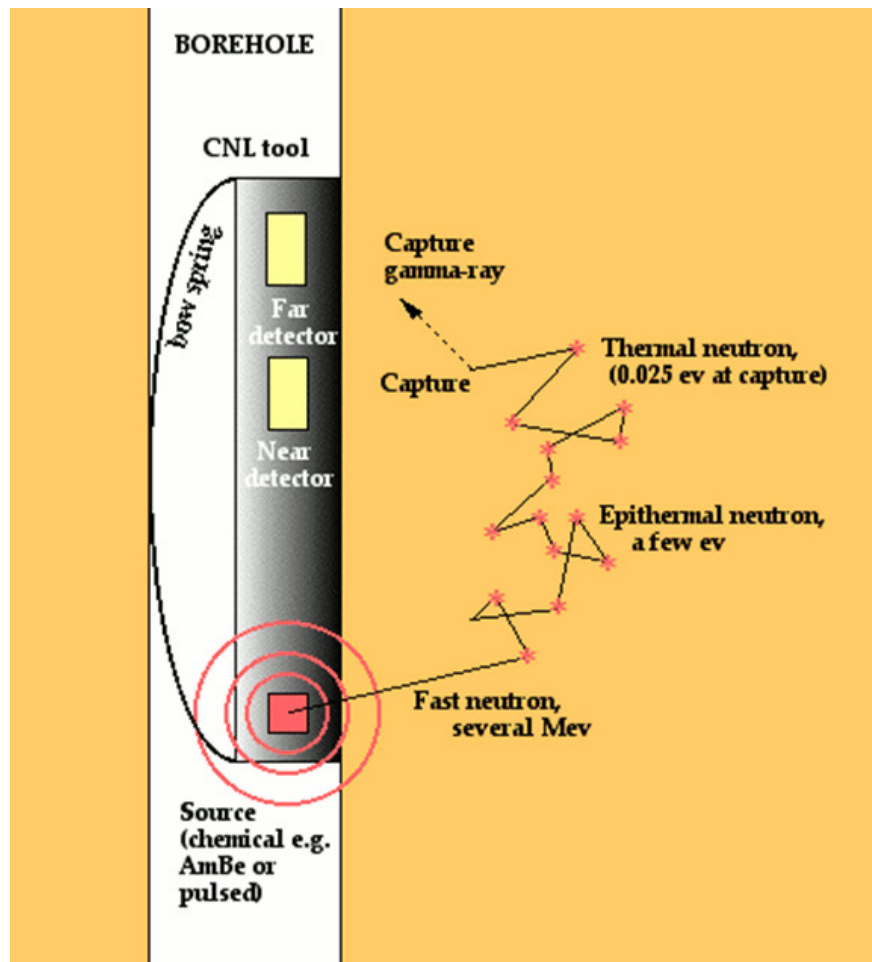 BOREHOLE
CNL tool
bow spring
Far
detector
Near
detector
Capture
gamma-ray
Capture
Thermal neutron,
(0.025 ev at capture)
Epithermal neutron,
a few ev
Fast neutron,
several Mev
Source
(chemical e.g.
AmBe or
pulsed)